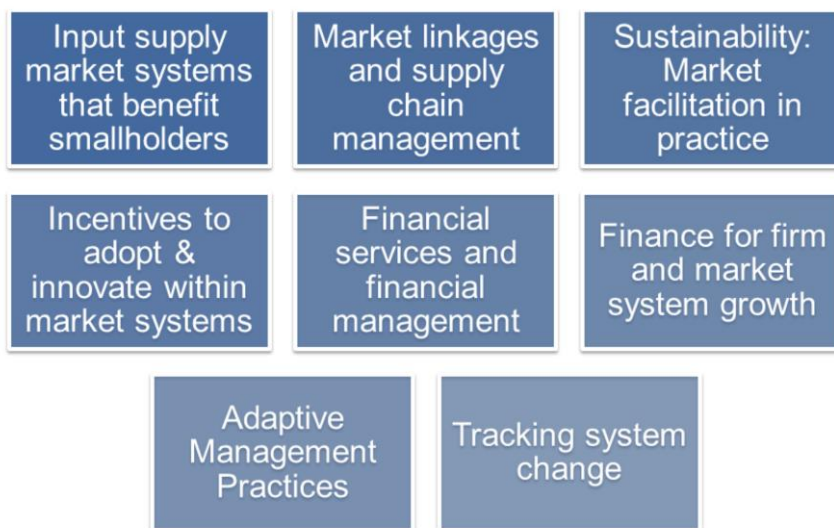 Input supply
market systems
that benefit
smallholders
Market linkages
and supply
chain
management
Sustainability:
Market
facilitation in
practice
Incentives to
adopt &
innovate within
market systems
Financial
services and
financial
management
Finance for firm
and market
system growth
Adaptive
Management
Practices
Tracking system
change